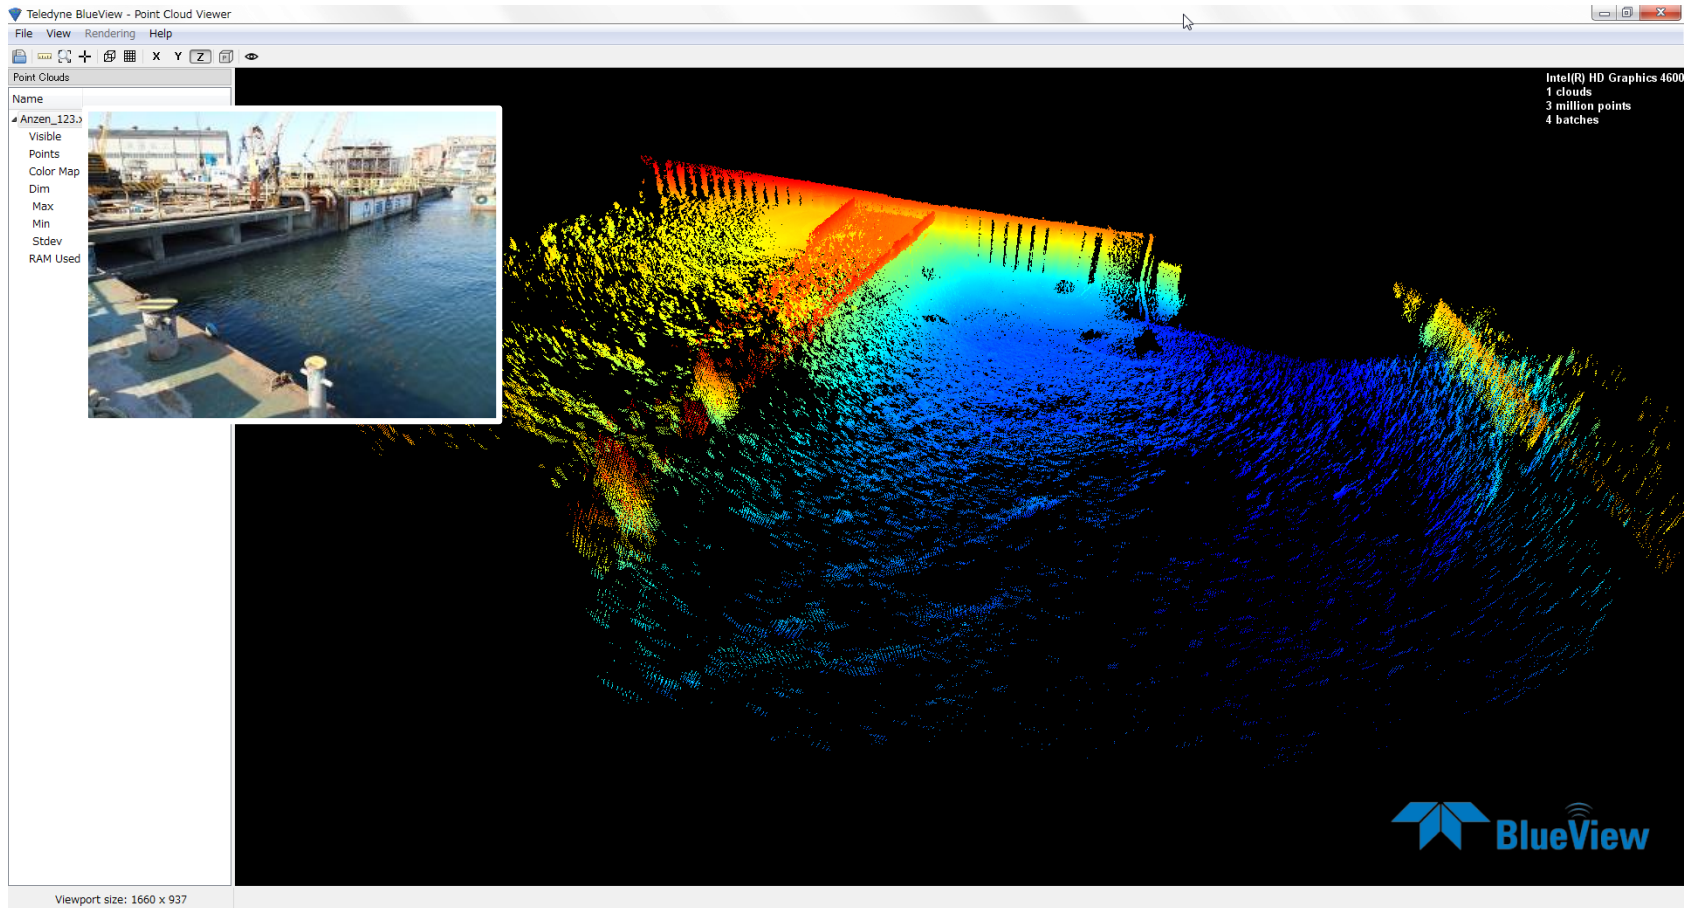 Teledyne BlueView - Point Cloud Viewer
File View Rendering Help
X Y Z
Point Clouds
Name
Anzen_123.x
Visible
Points
Color Map
Dim
Max
Min
Stdev
RAM Used
Intel(R) HD Graphics 4600
1 clouds
3 million points
4 batches
BlueView
Viewport size: 1660 x 937